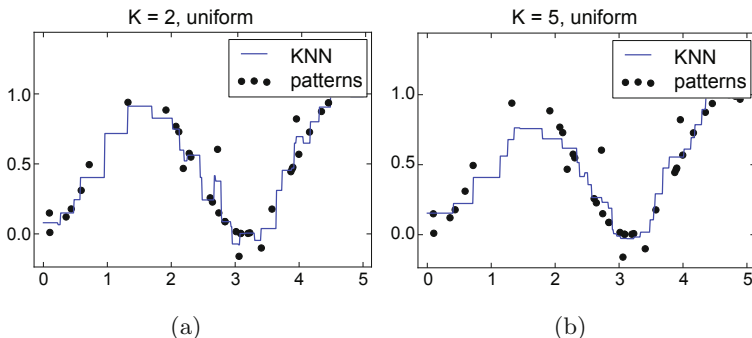 K = 2, uniform
KNN
patterns
1.0
0.5
0.0
0 1 2 3 4 5
(a)
K = 5, uniform
KNN
patterns
1.0
0.5
0.0
0 1 2 3 4 5
(b)